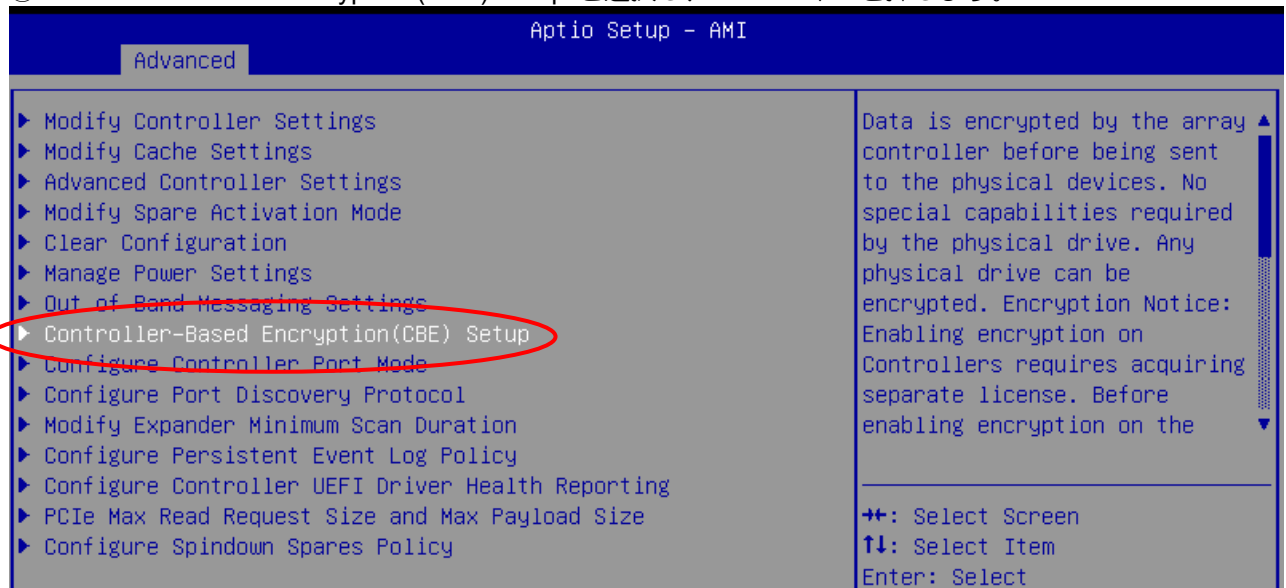 Aptio Setup - AMI
Advanced
▶ Modify Controller Settings
▶ Modify Cache Settings
▶ Advanced Controller Settings
▶ Modify Spare Activation Mode
▶ Clear Configuration
▶ Manage Power Settings
▶ Out of Band Messaging Settings
▶ Controller-Based Encryption(CBE) Setup
▶ Configure Controller Port Mode
▶ Configure Port Discovery Protocol
▶ Modify Expander Minimum Scan Duration
▶ Configure Persistent Event Log Policy
▶ Configure Controller UEFI Driver Health Reporting
▶ PCIe Max Read Request Size and Max Payload Size
▶ Configure Spindown Spares Policy
Data is encrypted by the array
controller before being sent
to the physical devices. No
special capabilities required
by the physical drive. Any
physical drive can be
encrypted. Encryption Notice:
Enabling encryption on
Controllers requires acquiring
separate license. Before
enabling encryption on the
→←: Select Screen
↑↓: Select Item
Enter: Select